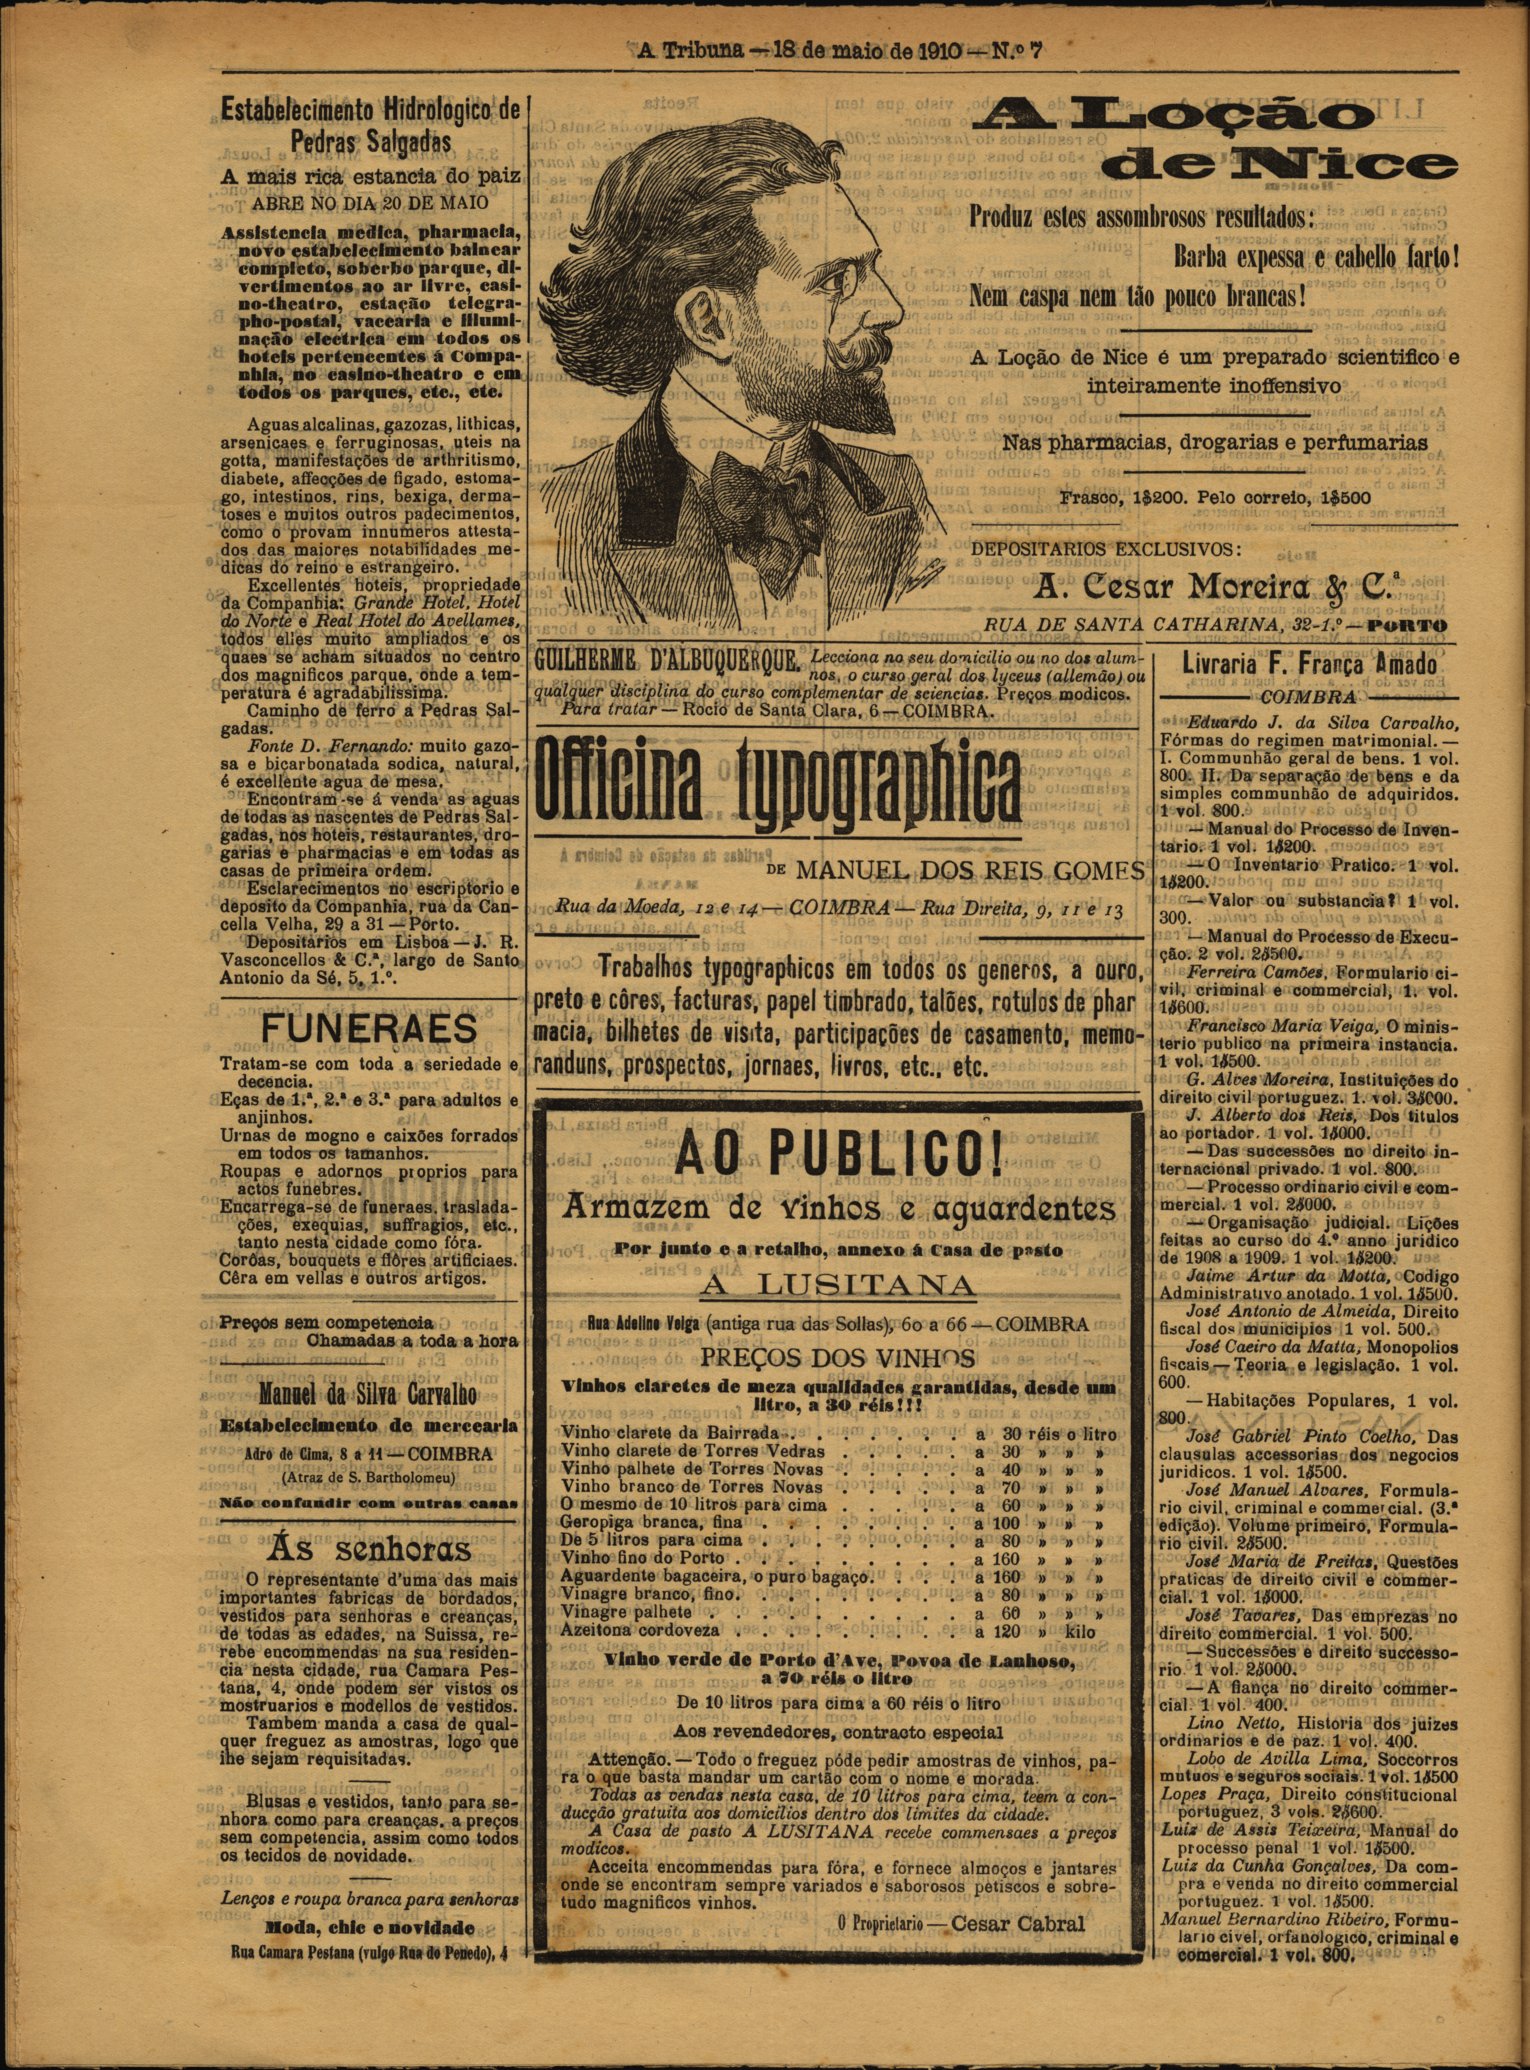 A Tribuna — 18 de maio de 1910 — N.º 7
Estabelecimento Hidrologico de
Pedras Salgadas
A mais rica estancia do paiz
ABRE NO DIA 20 DE MAIO
Assistencia medica, pharmacia,
novo estabelecimento balnear
completo, soberbo parque, di-
vertimentos ao ar livre, casi-
no-theatro, estação telegra-
pho-postal, vaccaria e illumi-
nação electrica em todos os
hoteis pertencentes á Compa-
nhia, no casino-theatro e em
todos os parques, etc., etc.
Aguas alcalinas, gazozas, lithicas,
arsenicaes e ferruginosas, uteis na
gotta, manifestações de arthritismo,
diabete, affecções de figado, estoma-
go, intestinos, rins, bexiga, derma-
toses e muitos outros padecimentos,
como o provam innumeros attesta-
dos das maiores notabilidades me-
dicas do reino e estrangeiro.
Excellentes hoteis, propriedade
da Companhia: Grande Hotel, Hotel
do Norte e Real Hotel do Avellames,
todos elles muito ampliados e os
quaes se acham situados no centro
dos magnificos parque, onde a tem-
peratura é agradabilissima.
Caminho de ferro a Pedras Sal-
gadas.
Fonte D. Fernando: muito gazo-
sa e bicarbonatada sodica, natural,
é excellente agua de mesa.
Encontram-se á venda as aguas
de todas as nascentes de Pedras Sal-
gadas, nos hoteis, restaurantes, dro-
garias e pharmacias e em todas as
casas de primeira ordem.
Esclarecimentos no escriptorio e
deposito da Companhia, rua da Can-
cella Velha, 29 a 31 — Porto.
Depositarios em Lisboa — J. R.
Vasconcellos & C.ª, largo de Santo
Antonio da Sé, 5, 1.º.
FUNERAES
Tratam-se com toda a seriedade e
decencia.
Eças de 1.ª, 2.ª e 3.ª para adultos e
anjinhos.
Urnas de mogno e caixões forrados
em todos os tamanhos.
Roupas e adornos proprios para
actos funebres.
Encarrega-se de funeraes, traslada-
ções, exequias, suffragios, etc.,
tanto nesta cidade como fóra.
Corôas, bouquets e flôres artificiaes.
Cêra em vellas e outros artigos.
Preços sem competencia
Chamadas a toda a hora
Manuel da Silva Carvalho
Estabelecimento de mercearia
Adro de Cima, 8 a 11 — COIMBRA
(Atraz de S. Bartholomeu)
Não confundir com outras casas
Ás senhoras
O representante d'uma das mais
importantes fabricas de bordados,
vestidos para senhoras e creanças,
de todas as edades, na Suissa, re-
cebe encommendas na sua residen-
cia nesta cidade, rua Camara Pes-
tana, 4, onde podem ser vistos os
mostruarios e modellos de vestidos.
Tambem manda a casa de qual-
quer freguez as amostras, logo que
lhe sejam requisitadas.
Blusas e vestidos, tanto para se-
nhora como para creanças, a preços
sem competencia, assim como todos
os tecidos de novidade.
Lenços e roupa branca para senhoras
Moda, chic e novidade
Rua Camara Pestana (vulgo Rua do Penedo), 4
A Loção
de Nice
Produz estes assombrosos resultados:
Barba expessa e cabello farto!
Nem caspa nem tão pouco brancas!
A Loção de Nice é um preparado scientifico e
inteiramente inoffensivo
Nas pharmacias, drogarias e perfumarias
Frasco, 1$200. Pelo correio, 1$500
DEPOSITARIOS EXCLUSIVOS:
A. Cesar Moreira & C.ª
RUA DE SANTA CATHARINA, 32-1.º — PORTO
GUILHERME D'ALBUQUERQUE. Lecciona no seu domicilio ou no dos alum-
nos, o curso geral dos lyceus (allemão) ou
qualquer disciplina do curso complementar de sciencias. Preços modicos.
Para tratar — Rocio de Santa Clara, 6 — COIMBRA.
Officina typographica
DE MANUEL DOS REIS GOMES
Rua da Moeda, 12 e 14 — COIMBRA — Rua Direita, 9, 11 e 13
Trabalhos typographicos em todos os generos, a ouro,
preto e côres, facturas, papel timbrado, talões, rotulos de phar
macia, bilhetes de visita, participações de casamento, memo-
randuns, prospectos, jornaes, livros, etc., etc.
AO PUBLICO!
Armazem de vinhos e aguardentes
Por junto e a retalho, annexo á Casa de pasto
A LUSITANA
Rua Adelino Veiga (antiga rua das Sollas), 60 a 66 — COIMBRA
PREÇOS DOS VINHOS
Vinhos claretes de meza qualidades garantidas, desde um
litro, a 30 réis!!!
Vinho clarete da Bairrada . . . . . . . . a 30 réis o litro
Vinho clarete de Torres Vedras . . . . . . a 30 » » »
Vinho palhete de Torres Novas . . . . . . a 40 » » »
Vinho branco de Torres Novas . . . . . . a 70 » » »
O mesmo de 10 litros para cima . . . . . a 60 » » »
Geropiga branca, fina . . . . . . . . a 100 » » »
De 5 litros para cima . . . . . . . . a 80 » » »
Vinho fino do Porto . . . . . . . . . a 160 » » »
Aguardente bagaceira, o puro bagaço. . . . a 160 » » »
Vinagre branco, fino. . . . . . . . . a 80 » » »
Vinagre palhete . . . . . . . . . . a 60 » » »
Azeitona cordoveza . . . . . . . . . a 120 » kilo
Vinho verde de Porto d'Ave, Povoa de Lanhoso,
a 70 réis o litro
De 10 litros para cima a 60 réis o litro
Aos revendedores, contracto especial
Attenção. — Todo o freguez póde pedir amostras de vinhos, pa-
ra o que basta mandar um cartão com o nome e morada.
Todas as vendas nesta casa, de 10 litros para cima, teem a con-
ducção gratuita aos domicilios dentro dos limites da cidade.
A Casa de pasto A LUSITANA recebe commensaes a preços
modicos.
Acceita encommendas para fóra, e fornece almoços e jantares
onde se encontram sempre variados e saborosos petiscos e sobre-
tudo magnificos vinhos.
O Proprietario — Cesar Cabral
Livraria F. França Amado
COIMBRA
Eduardo J. da Silva Carvalho,
Fórmas do regimen matrimonial. —
I. Communhão geral de bens. 1 vol.
800. II. Da separação de bens e da
simples communhão de adquiridos.
1 vol. 800.
— Manual do Processo de Inven-
tario. 1 vol. 1$200.
— O Inventario Pratico. 1 vol.
1$200.
— Valor ou substancia? 1 vol.
300.
— Manual do Processo de Execu-
ção. 2 vol. 2$500.
Ferreira Camões, Formulario ci-
vil, criminal e commercial, 1. vol.
1$600.
Francisco Maria Veiga, O minis-
terio publico na primeira instancia.
1 vol. 1$500.
G. Alves Moreira, Instituições do
direito civil portuguez. 1. vol. 3$000.
J. Alberto dos Reis, Dos titulos
ao portador. 1 vol. 1$000.
— Das successões no direito in-
ternacional privado. 1 vol. 800.
— Processo ordinario civil e com-
mercial. 1 vol. 2$000.
— Organisação judicial. Lições
feitas ao curso do 4.º anno juridico
de 1908 a 1909. 1 vol. 1$200.
Jaime Artur da Motta, Codigo
Administrativo anotado. 1 vol. 1$500.
José Antonio de Almeida, Direito
fiscal dos municipios 1 vol. 500.
José Caeiro da Matta, Monopolios
fiscais — Teoria e legislação. 1 vol.
600.
— Habitações Populares, 1 vol.
800.
José Gabriel Pinto Coelho, Das
clausulas accessorias dos negocios
juridicos. 1 vol. 1$500.
José Manuel Alvares, Formula-
rio civil, criminal e commercial. (3.ª
edição). Volume primeiro, Formula-
rio civil. 2$500.
José Maria de Freitas, Questões
praticas de direito civil e commer-
cial. 1 vol. 1$000.
José Tavares, Das emprezas no
direito commercial. 1 vol. 500.
— Successões e direito successo-
rio. 1 vol. 2$000.
— A fiança no direito commer-
cial. 1 vol. 400.
Lino Netto, Historia dos juizes
ordinarios e de paz. 1 vol. 400.
Lobo de Avilla Lima, Soccorros
mutuos e seguros sociais. 1 vol. 1$500
Lopes Praça, Direito constitucional
portuguez, 3 vols. 2$600.
Luiz de Assis Teixeira, Manual do
processo penal 1 vol. 1$500.
Luiz da Cunha Gonçalves, Da com-
pra e venda no direito commercial
portuguez. 1 vol. 1$500.
Manuel Bernardino Ribeiro, Formu-
lario civel, orfanologico, criminal e
comercial. 1 vol. 800.